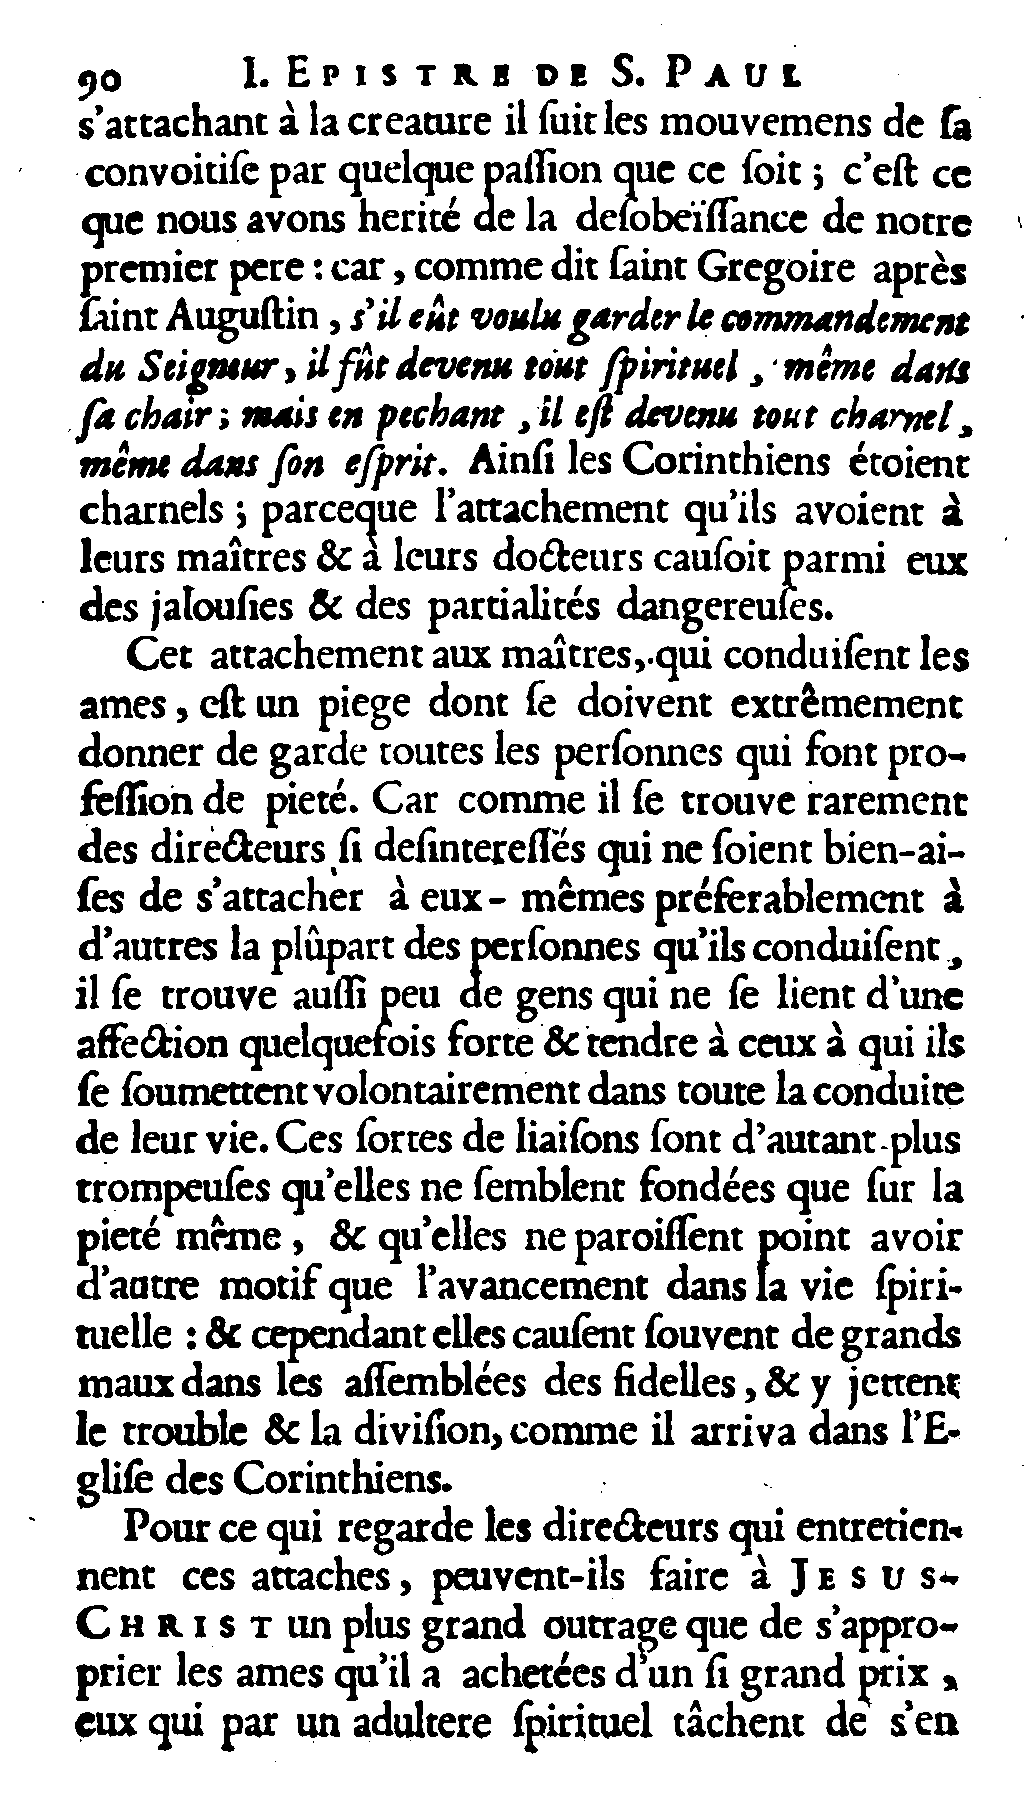 90 I. EPISTRE DE S. PAUL
s'attachant à la creature il ſuit les mouvemens de ſa
convoitiſe par quelque paſſion que ce ſoit ; c'eſt ce
que nous avons herité de la deſobeïſſance de notre
premier pere : car , comme dit ſaint Gregoire après
ſaint Auguſtin , s'il eût voulu garder le commandement
du Seigneur , il fût devenu tout ſpirituel , même dans
ſa chair ; mais en pechant , il eſt devenu tout charnel ,
même dans ſon eſprit. Ainſi les Corinthiens étoient
charnels ; parceque l'attachement qu'ils avoient à
leurs maîtres & à leurs docteurs cauſoit parmi eux
des jalouſies & des partialités dangereuſes.
Cet attachement aux maîtres, qui conduiſent les
ames , eſt un piege dont ſe doivent extrêmement
donner de garde toutes les perſonnes qui font pro-
feſſion de pieté. Car comme il ſe trouve rarement
des directeurs ſi deſintereſſés qui ne ſoient bien-ai-
ſes de s'attacher à eux - mêmes préferablement à
d'autres la plûpart des perſonnes qu'ils conduiſent ,
il ſe trouve auſſi peu de gens qui ne ſe lient d'une
affection quelquefois forte & tendre à ceux à qui ils
ſe ſoumettent volontairement dans toute la conduite
de leur vie. Ces ſortes de liaiſons ſont d'autant-plus
trompeuſes qu'elles ne ſemblent fondées que ſur la
pieté même , & qu'elles ne paroiſſent point avoir
d'autre motif que l'avancement dans la vie ſpiri-
tuelle : & cependant elles cauſent ſouvent de grands
maux dans les aſſemblées des fidelles , & y jettent
le trouble & la diviſion, comme il arriva dans l'E-
gliſe des Corinthiens.
Pour ce qui regarde les directeurs qui entretien-
nent ces attaches , peuvent-ils faire à JESUS-
CHRIST un plus grand outrage que de s'appro-
prier les ames qu'il a achetées d'un ſi grand prix ,
eux qui par un adultere ſpirituel tâchent de s'en